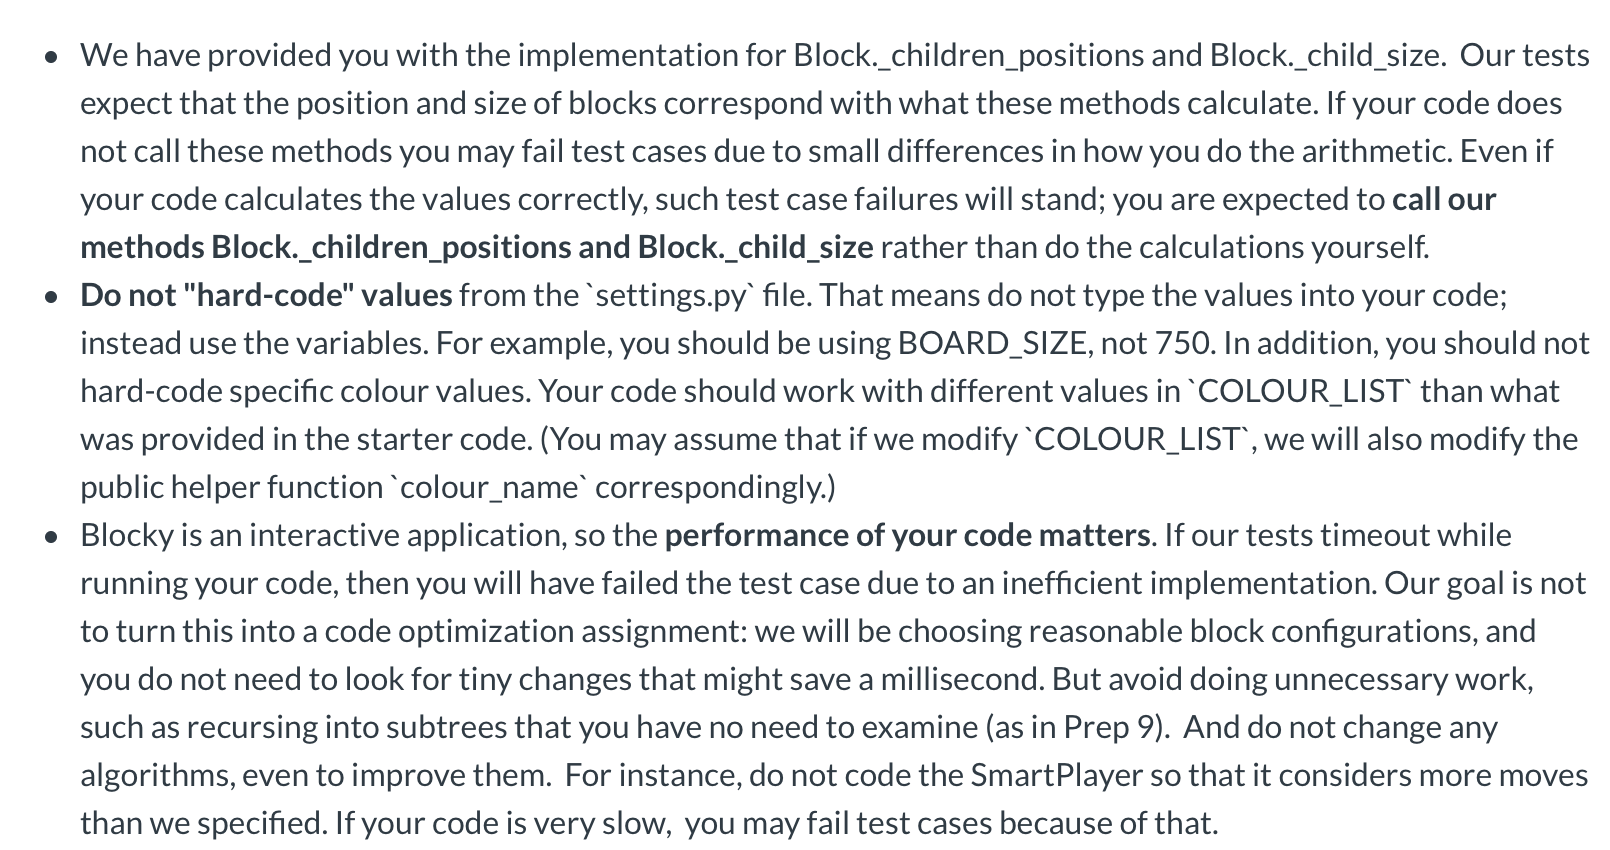 • We have provided you with the implementation for Block._children_positions and Block._child_size.  Our tests
expect that the position and size of blocks correspond with what these methods calculate. If your code does
not call these methods you may fail test cases due to small differences in how you do the arithmetic. Even if
your code calculates the values correctly, such test case failures will stand; you are expected to call our
methods Block._children_positions and Block._child_size rather than do the calculations yourself.
• Do not "hard-code" values from the `settings.py` file. That means do not type the values into your code;
instead use the variables. For example, you should be using BOARD_SIZE, not 750. In addition, you should not
hard-code specific colour values. Your code should work with different values in `COLOUR_LIST` than what
was provided in the starter code. (You may assume that if we modify `COLOUR_LIST`, we will also modify the
public helper function `colour_name` correspondingly.)
• Blocky is an interactive application, so the performance of your code matters. If our tests timeout while
running your code, then you will have failed the test case due to an inefficient implementation. Our goal is not
to turn this into a code optimization assignment: we will be choosing reasonable block configurations, and
you do not need to look for tiny changes that might save a millisecond. But avoid doing unnecessary work,
such as recursing into subtrees that you have no need to examine (as in Prep 9).  And do not change any
algorithms, even to improve them.  For instance, do not code the SmartPlayer so that it considers more moves
than we specified. If your code is very slow,  you may fail test cases because of that.